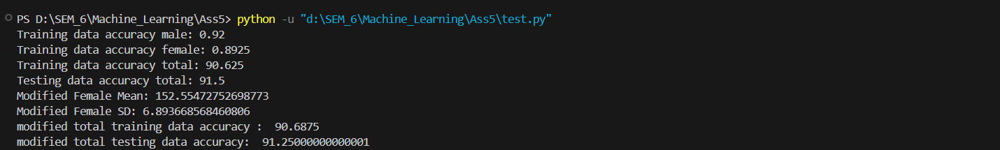 PS D:\SEM_6\Machine_Learning\Ass5> python -u "d:\SEM_6\Machine_Learning\Ass5\test.py"
Training data accuracy male: 0.92
Training data accuracy female: 0.8925
Training data accuracy total: 90.625
Testing data accuracy total: 91.5
Modified Female Mean: 152.55472752698773
Modified Female SD: 6.893668568460806
modified total training data accuracy :  90.6875
modified total testing data accuracy:  91.25000000000001